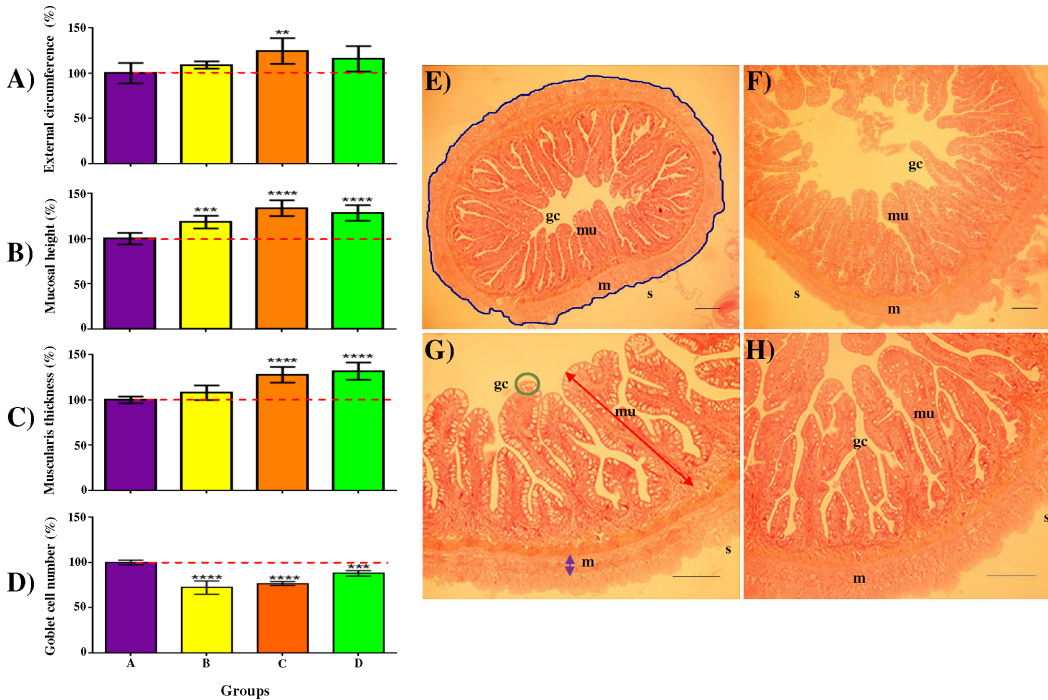 A)
External circumference (%)
150
100
50
0
**
B)
Mucosal height (%)
150
100
50
0
***
****
****
C)
Muscularis thickness (%)
150
100
50
0
****
****
D)
Goblet cell number (%)
150
100
50
0
****
****
***
A B C D
Groups
E)
gc
mu
m
s
F)
gc
mu
s
m
G)
gc
mu
s
m
H)
mu
gc
s
m